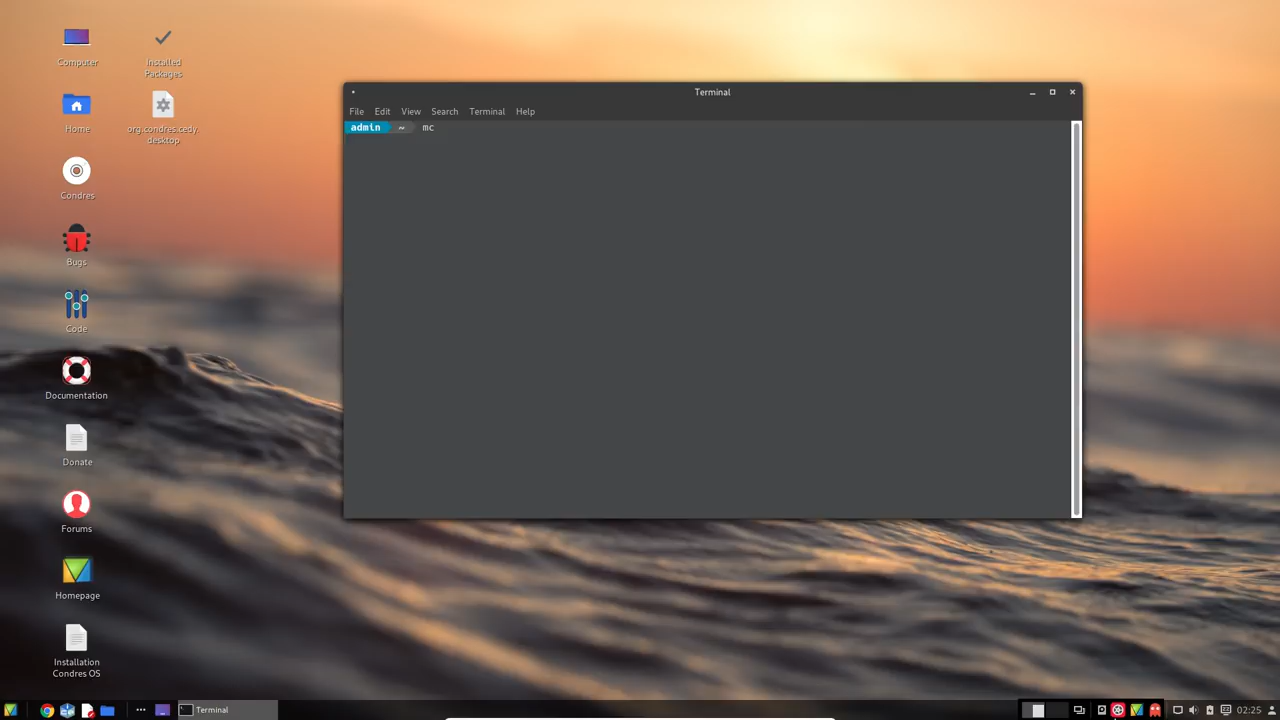 Computer
Installed
Packages
Home
org.condres.cedy.
desktop
Condres
Bugs
Code
Documentation
Donate
Forums
Homepage
Installation
Condres OS
Terminal
File Edit View Search Terminal Help
admin ~ mc
Terminal
02:25